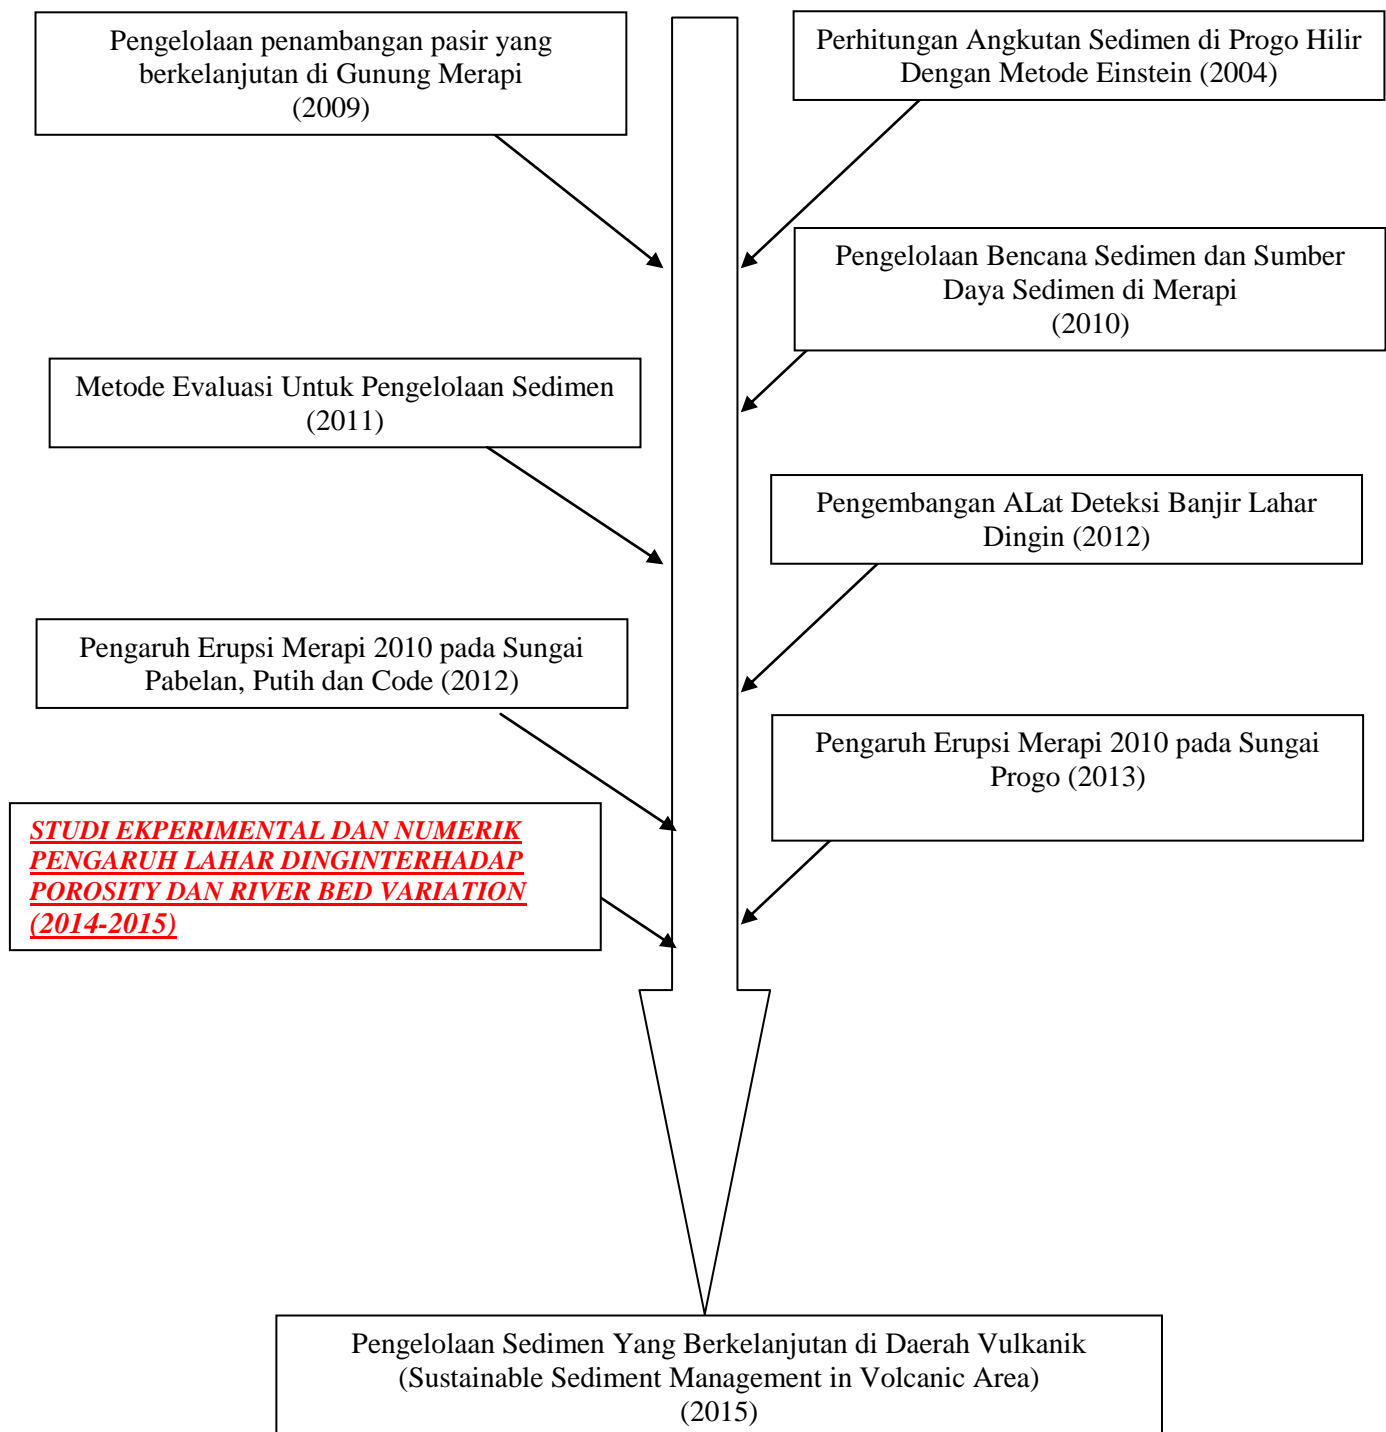 Pengelolaan penambangan pasir yang
berkelanjutan di Gunung Merapi
(2009)
Perhitungan Angkutan Sedimen di Progo Hilir
Dengan Metode Einstein (2004)
Pengelolaan Bencana Sedimen dan Sumber
Daya Sedimen di Merapi
(2010)
Metode Evaluasi Untuk Pengelolaan Sedimen
(2011)
Pengembangan ALat Deteksi Banjir Lahar
Dingin (2012)
Pengaruh Erupsi Merapi 2010 pada Sungai
Pabelan, Putih dan Code (2012)
Pengaruh Erupsi Merapi 2010 pada Sungai
Progo (2013)
STUDI EKPERIMENTAL DAN NUMERIK
PENGARUH LAHAR DINGINTERHADAP
POROSITY DAN RIVER BED VARIATION
(2014-2015)
Pengelolaan Sedimen Yang Berkelanjutan di Daerah Vulkanik
(Sustainable Sediment Management in Volcanic Area)
(2015)